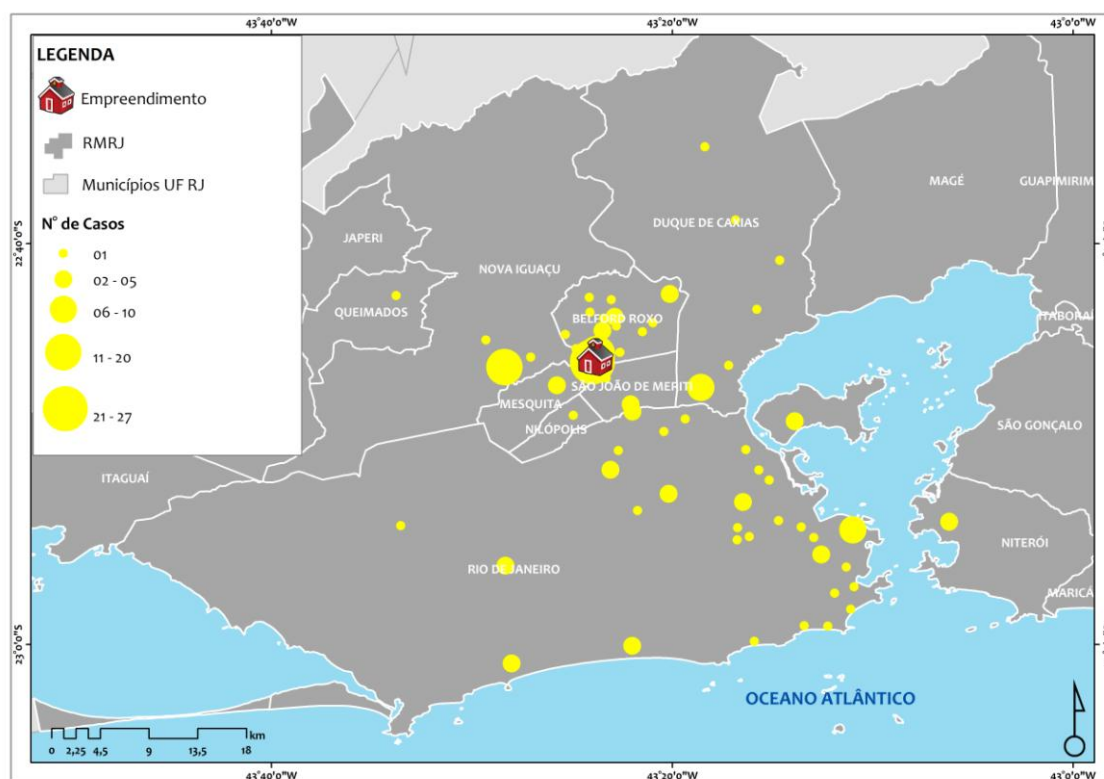 43°40'0"W 43°20'0"W 43°0'0"W
LEGENDA
Empreendimento
RMRJ
Municípios UF RJ
N° de Casos
01
02 - 05
06 - 10
11 - 20
21 - 27
22°40'0"S
23°0'0"S
MAGÉ
GUAPIMIRIM
DUQUE DE CAXIAS
JAPERI
NOVA IGUAÇU
QUEIMADOS
BELFORD ROXO
ITABORAÍ
SÃO JOÃO DE MERITI
MESQUITA
NILÓPOLIS
SÃO GONÇALO
ITAGUAÍ
NITERÓI
RIO DE JANEIRO
MARICÁ
OCEANO ATLÂNTICO
km
0 2,25 4,5 9 13,5 18
43°40'0"W 43°20'0"W 43°0'0"W